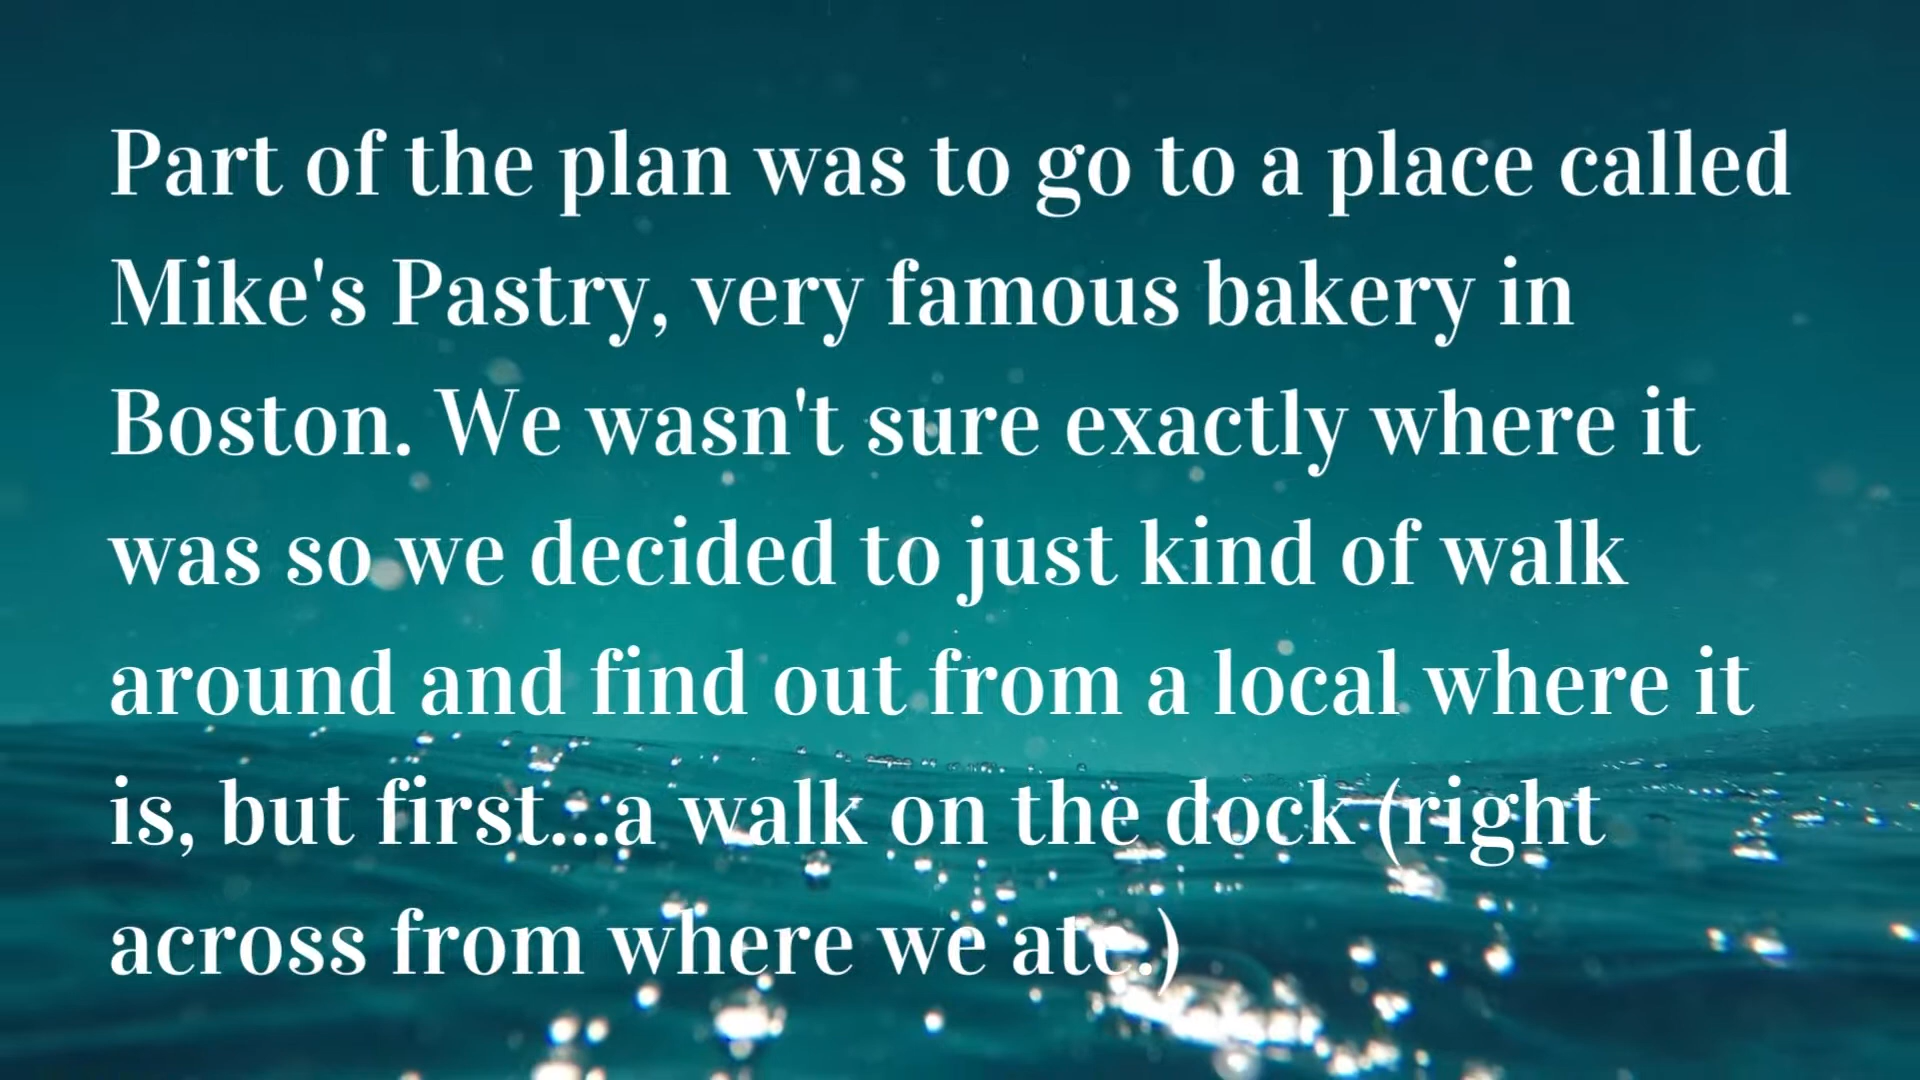 Part of the plan was to go to a place called
Mike's Pastry, very famous bakery in
Boston. We wasn't sure exactly where it
was so we decided to just kind of walk
around and find out from a local where it
is, but first...a walk on the dock (right
across from where we ate.)